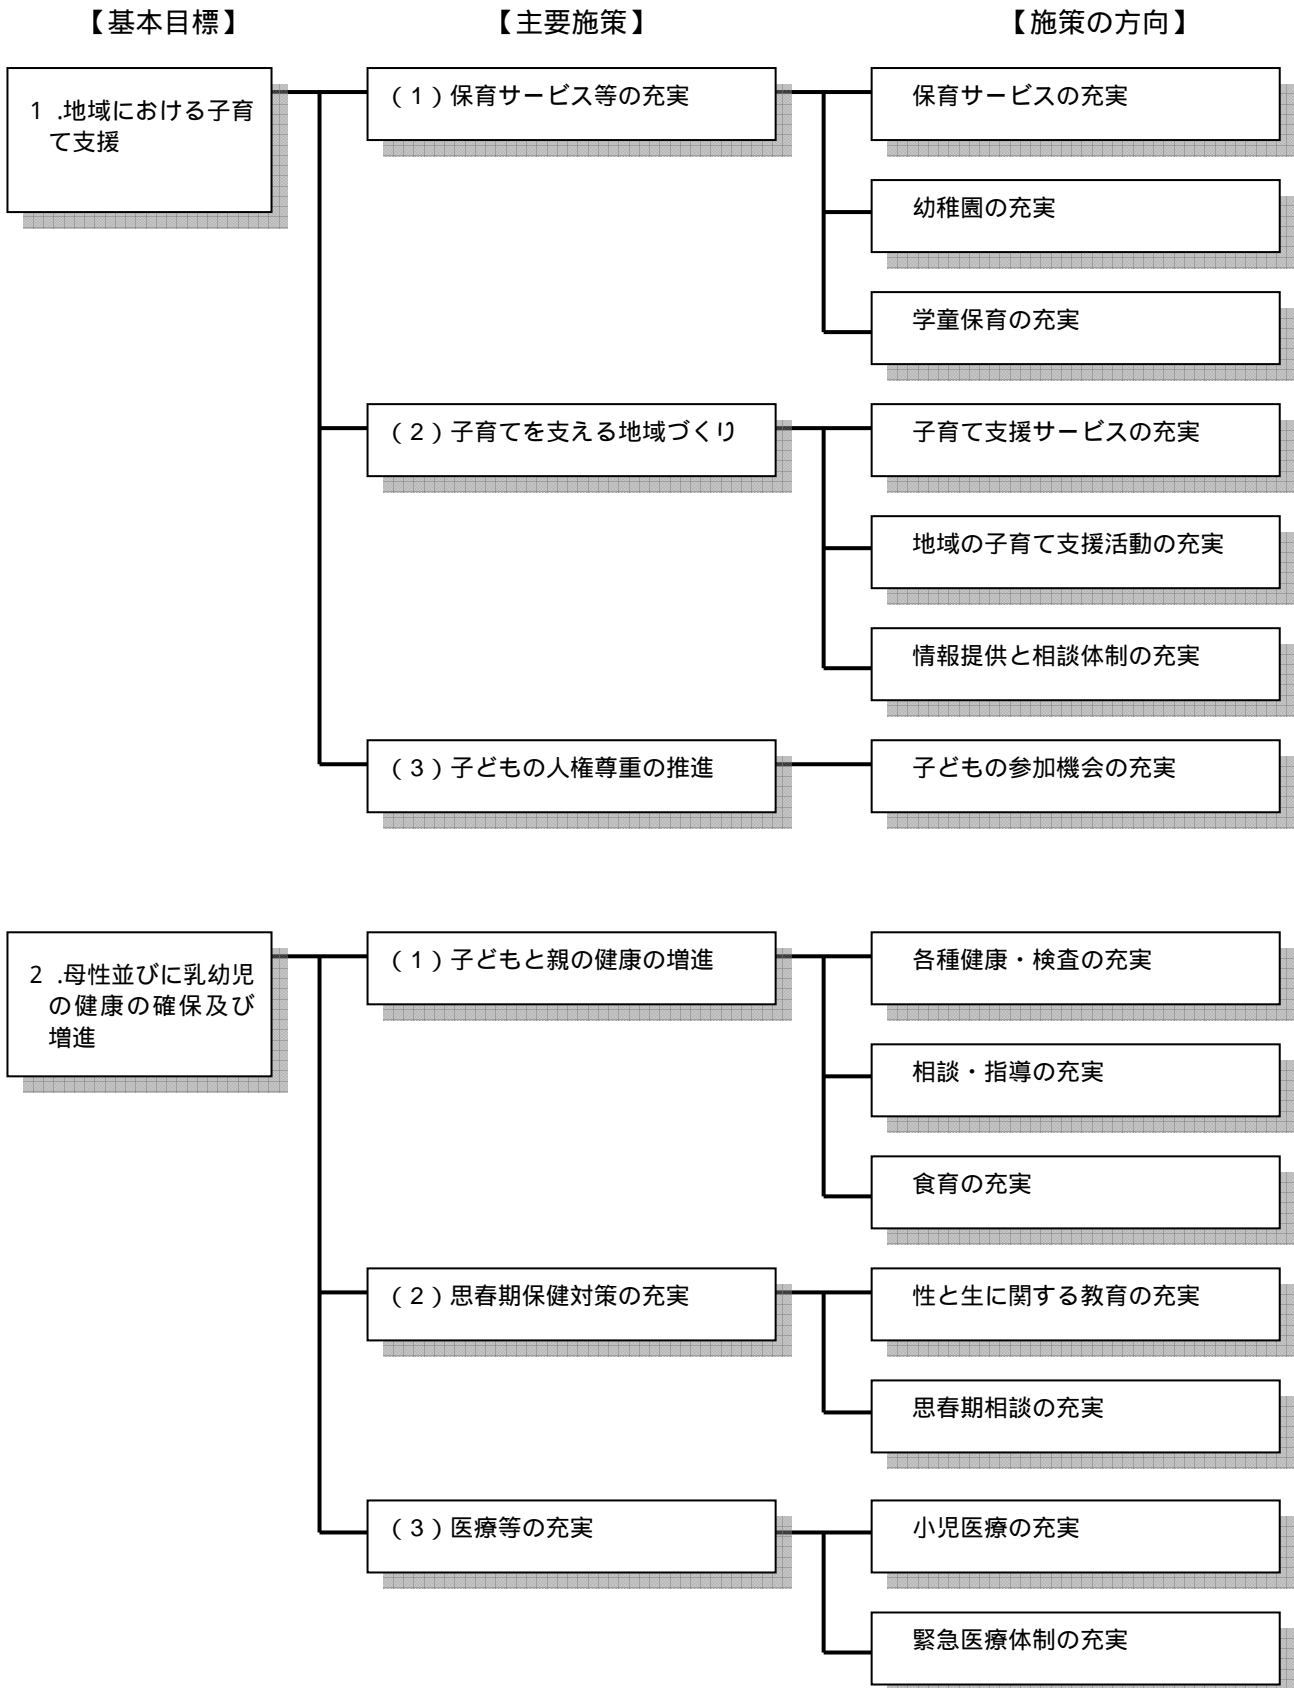 【基本目標】
【主要施策】
【施策の方向】
1 .地域における子育
て支援
(1)保育サービス等の充実
保育サービスの充実
幼稚園の充実
学童保育の充実
(2)子育てを支える地域づくり
子育て支援サービスの充実
地域の子育て支援活動の充実
情報提供と相談体制の充実
(3)子どもの人権尊重の推進
子どもの参加機会の充実
2 .母性並びに乳幼児
の健康の確保及び
増進
(1)子どもと親の健康の増進
各種健康・検査の充実
相談・指導の充実
食育の充実
(2)思春期保健対策の充実
性と生に関する教育の充実
思春期相談の充実
(3)医療等の充実
小児医療の充実
緊急医療体制の充実